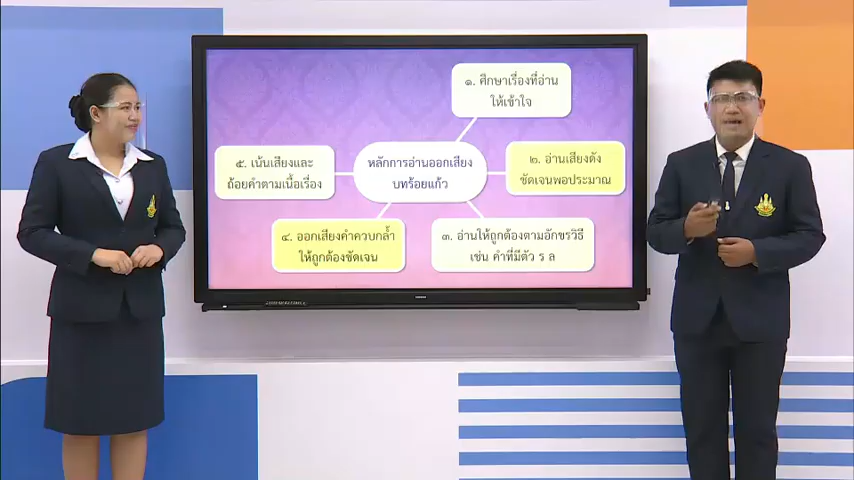 หลักการอ่านออกเสียง
บทร้อยแก้ว
๑. ศึกษาเรื่องที่อ่าน
ให้เข้าใจ
๒. อ่านเสียงดัง
ชัดเจนพอประมาณ
๓. อ่านให้ถูกต้องตามอักขรวิธี
เช่น คำที่มีตัว ร ล
๔. ออกเสียงคำควบกล้ำ
ให้ถูกต้องชัดเจน
๕. เน้นเสียงและ
ถ้อยคำตามเนื้อเรื่อง